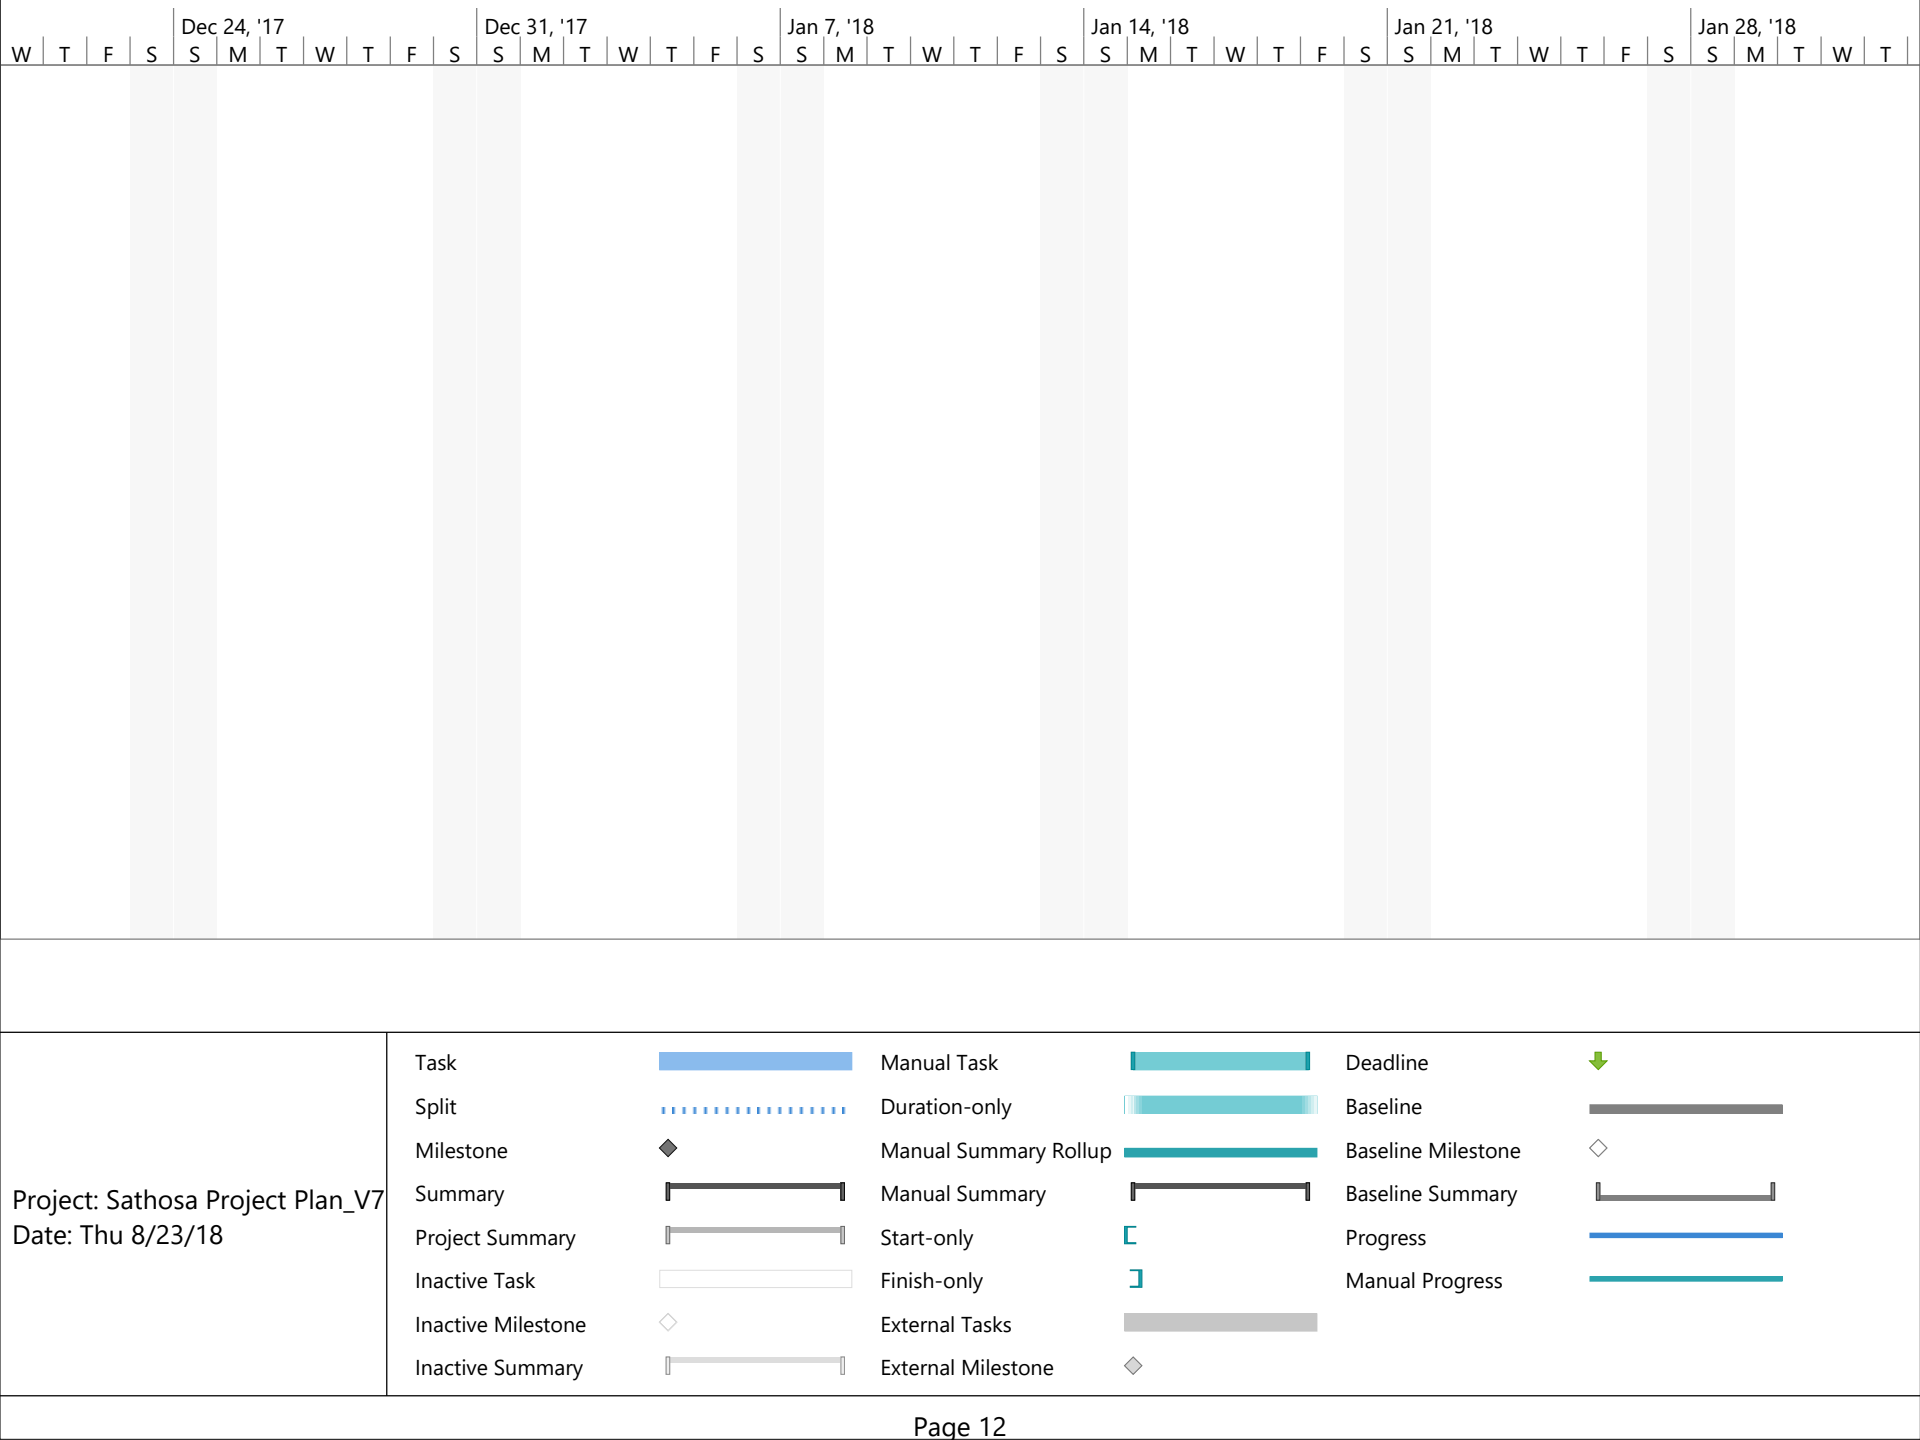 Dec 24, '17 Dec 31, '17 Jan 7, '18 Jan 14, '18 Jan 21, '18 Jan 28, '18
W T F S S M T W T F S S M T W T F S S M T W T F S S M T W T F S S M T W T F S S M T W T
Task Manual Task Deadline
Split Duration-only Baseline
Milestone Manual Summary Rollup Baseline Milestone
Summary Manual Summary Baseline Summary
Project Summary Start-only Progress
Inactive Task Finish-only Manual Progress
Inactive Milestone External Tasks
Inactive Summary External Milestone
Project: Sathosa Project Plan_V7
Date: Thu 8/23/18
Page 12